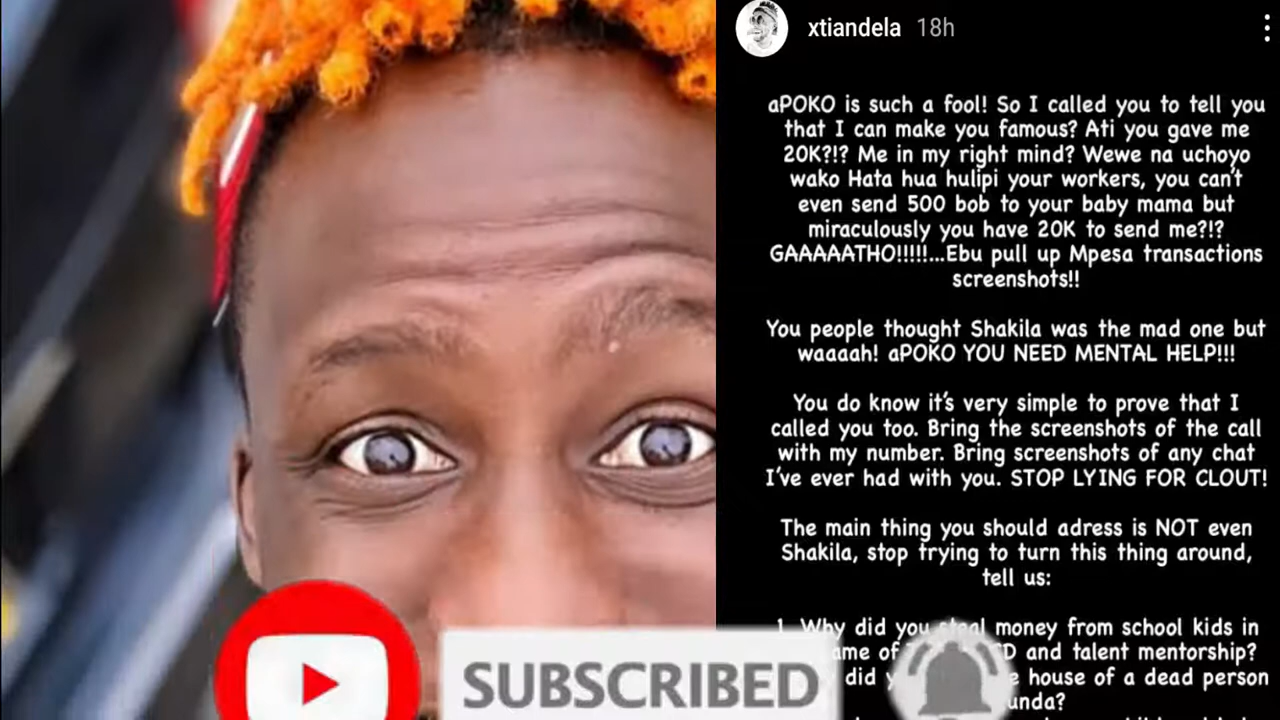 xtiandela 18h
aPOKO is such a fool! So I called you to tell you
that I can make you famous? Ati you gave me
20K?!? Me in my right mind? Wewe na uchoyo
wako Hata hua hulipi your workers, you can't
even send 500 bob to your baby mama but
miraculously you have 20K to send me?!?
GAAAAATHO!!!!!...Ebu pull up Mpesa transactions
screenshots!!
You people thought Shakila was the mad one but
waaaah! aPOKO YOU NEED MENTAL HELP!!!
You do know it's very simple to prove that I
called you too. Bring the screenshots of the call
with my number. Bring screenshots of any chat
I've ever had with you. STOP LYING FOR CLOUT!
The main thing you should adress is NOT even
Shakila, stop trying to turn this thing around,
tell us:
1. Why did you steal money from school kids in
and talent mentorship?
did house of a dead person
SUBSCRIBED